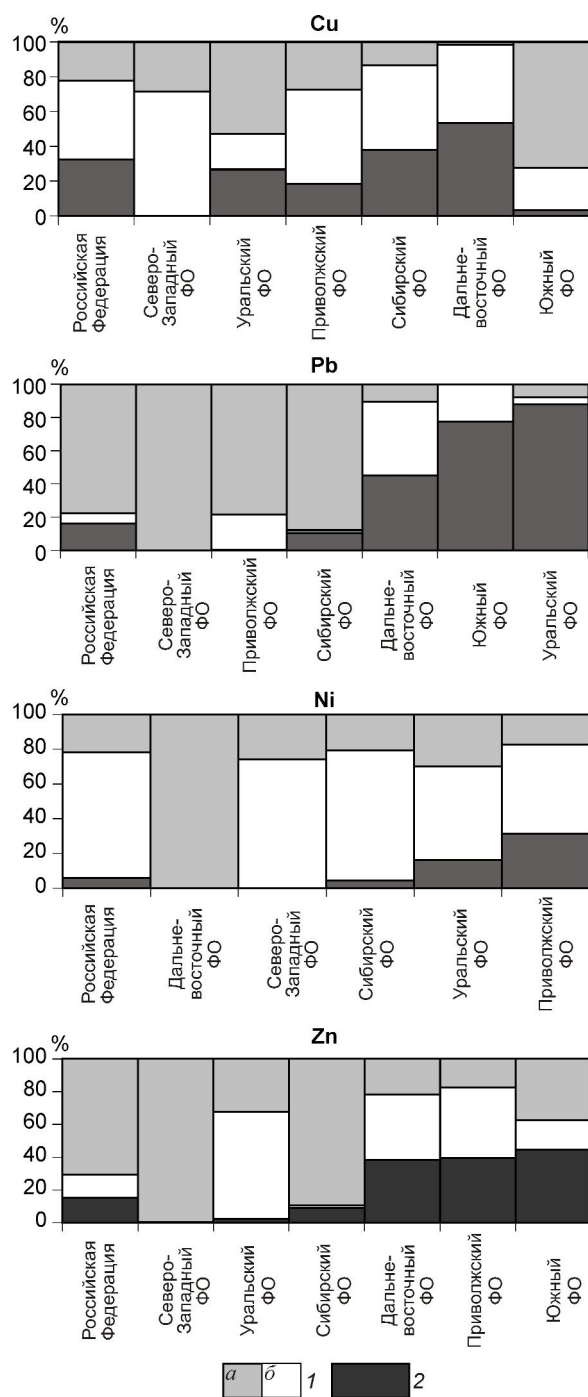 %
Cu
100
80
60
40
20
0
Российская
Федерация
Северо-
Западный
ФО
Уральский
ФО
Приволжский
ФО
Сибирский
ФО
Дальне-
восточный
ФО
Южный
ФО
%
Pb
100
80
60
40
20
0
Российская
Федерация
Северо-
Западный
ФО
Приволжский
ФО
Сибирский
ФО
Дальне-
восточный
ФО
Южный
ФО
Уральский
ФО
%
Ni
100
80
60
40
20
0
Российская
Федерация
Дальне-
восточный
ФО
Северо-
Западный
ФО
Сибирский
ФО
Уральский
ФО
Приволжский
ФО
%
Zn
100
80
60
40
20
0
Российская
Федерация
Северо-
Западный
ФО
Уральский
ФО
Сибирский
ФО
Дальне-
восточный
ФО
Приволжский
ФО
Южный
ФО
а б 1 2